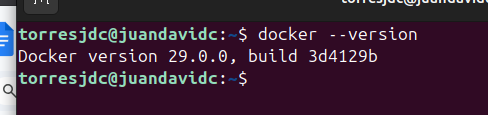 torresjdc@juandavidc:~$ docker --version
Docker version 29.0.0, build 3d4129b
torresjdc@juandavidc:~$